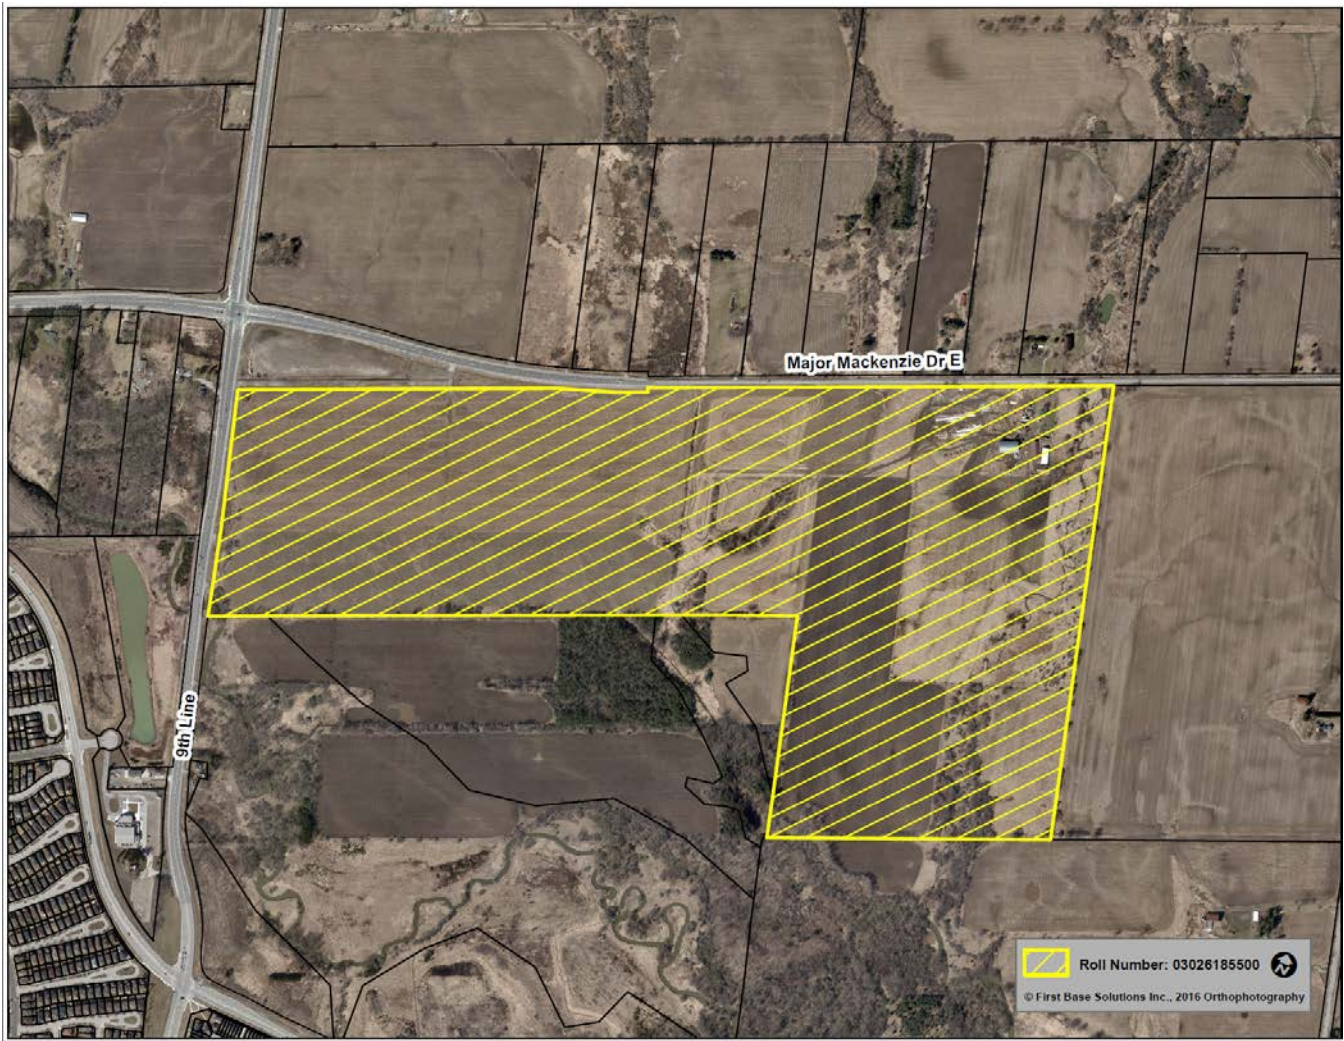 Major Mackenzie Dr E
9th Line
Roll Number: 03026185500
© First Base Solutions Inc., 2016 Orthophotography